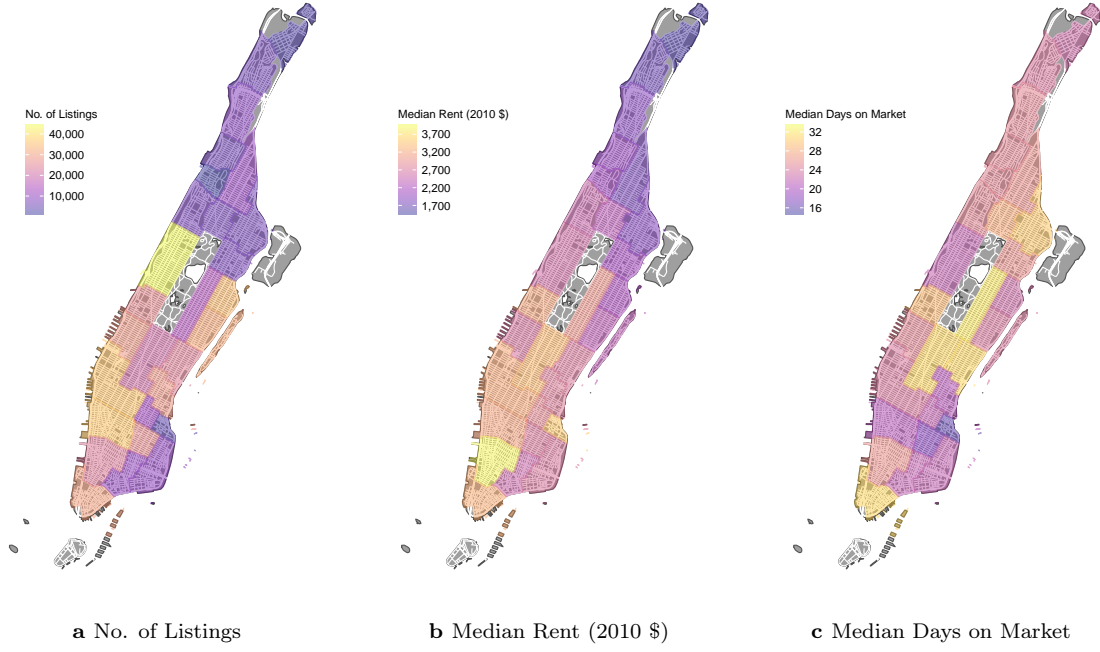 No. of Listings
40,000
30,000
20,000
10,000
Median Rent (2010 $)
3,700
3,200
2,700
2,200
1,700
Median Days on Market
32
28
24
20
16
a No. of Listings
b Median Rent (2010 $)
c Median Days on Market